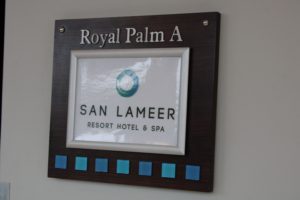 Royal Palm A
SAN LAMEER
RESORT HOTEL & SPA